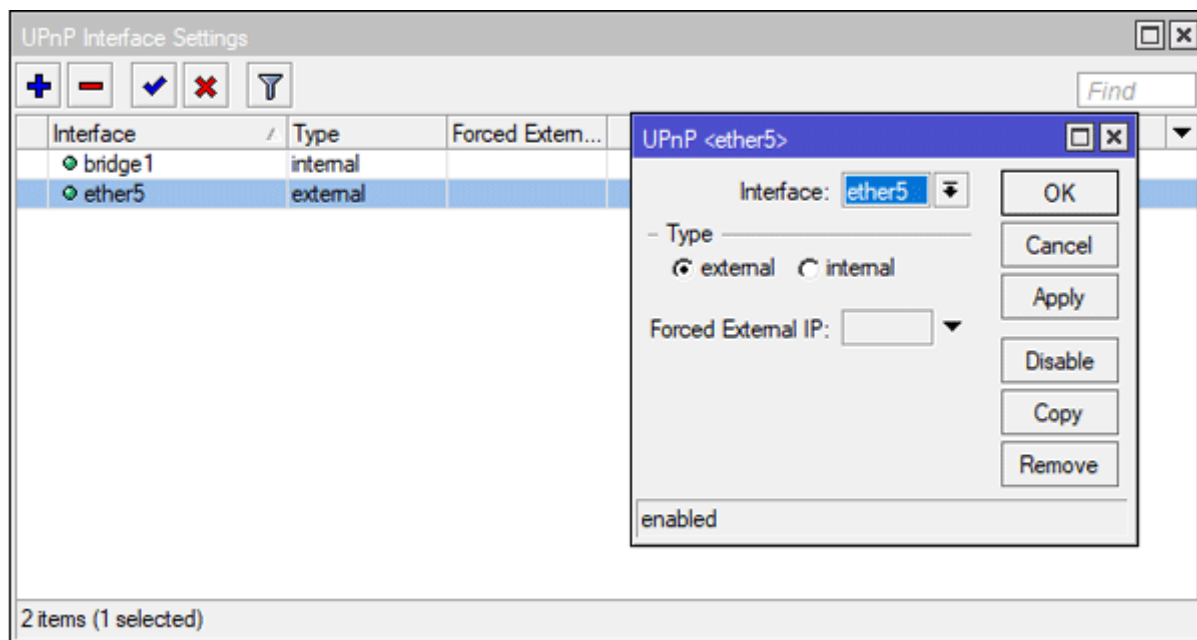 UPnP Interface Settings
Find
Interface Type Forced Extern...
bridge1 internal
ether5 external
UPnP <ether5>
Interface: ether5
OK
Type
Cancel
external internal
Apply
Forced External IP:
Disable
Copy
Remove
enabled
2 items (1 selected)